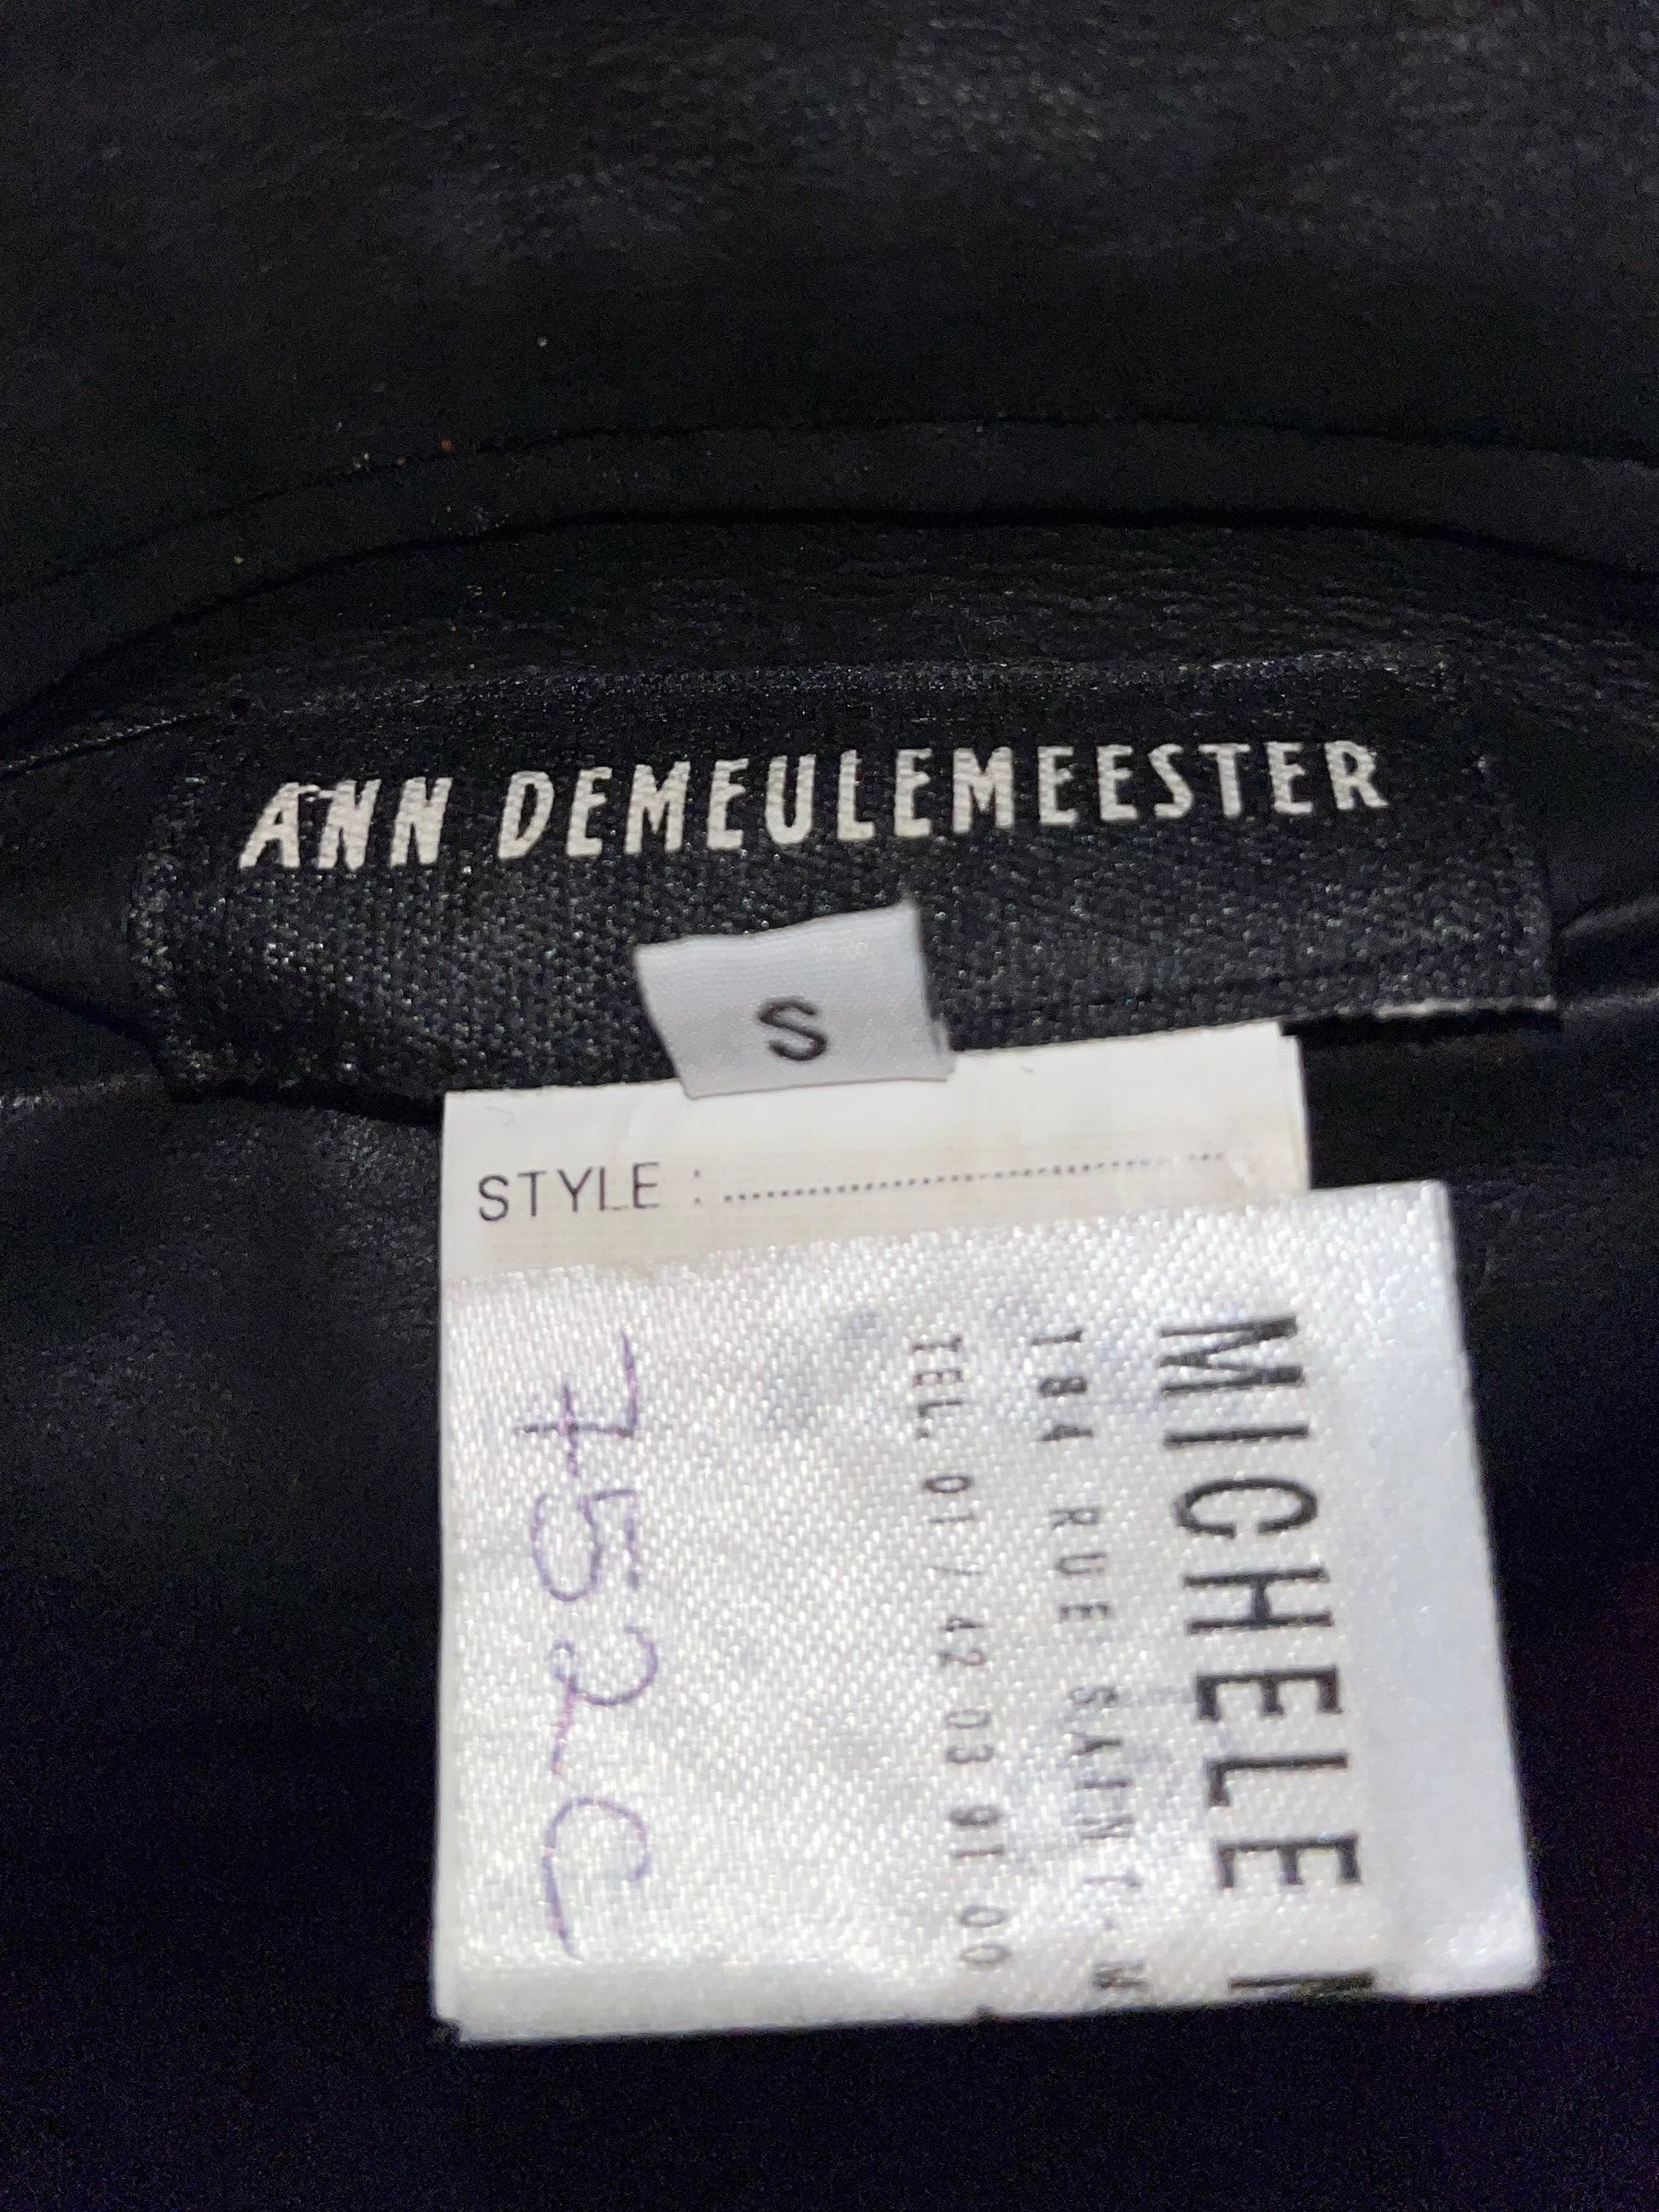 ANN DEMEULEMEESTER
S
STYLE : ....................
MICHELE
184 RUE SAINT-
TEL. 01 / 42 03 91 00
752C